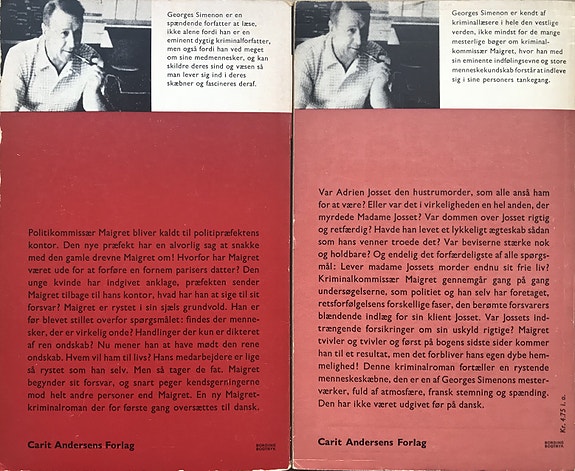 Georges Simenon er en
spændende forfatter at læse,
ikke alene fordi han er en
eminent dygtig kriminalforfatter,
men også fordi han ved meget
om sine medmennesker, og kan
skildre deres sind og væsen så
man lever sig ind i deres
skæbner og fascineres deraf.
Politikommissær Maigret bliver kaldt til politipræfektens
kontor. Den nye præfekt har en alvorlig sag at snakke
med den gamle drevne Maigret om! Hvorfor har Maigret
været ude for at forføre en fornem parisers datter? Den
unge kvinde har indgivet anklage, præfekten sender
Maigret tilbage til hans kontor, hvad har han at sige til sit
forsvar? Maigret er rystet i sin sjæls grundvold. Han er
før blevet stillet overfor spørgsmålet: findes der menne-
sker, der er virkelig onde? Handlinger der kun er dikteret
af ren ondskab? Nu mener han at have mødt den rene
ondskab. Hvem vil ham til livs? Hans medarbejdere er lige
så rystet som han selv. Men så tager de fat. Maigret
begynder sit forsvar, og snart peger kendsgerningerne
mod helt andre personer end Maigret. En ny Maigret-
kriminalroman der for første gang oversættes til dansk.
Carit Andersens Forlag
NORDISK
BOGTRYK
Georges Simenon er kendt af
kriminallæsere i hele den vestlige
verden, ikke mindst for de mange
mesterlige bøger om kriminal-
kommissær Maigret, hvor han med
sin eminente indfølingsevne og store
menneskekundskab forstår at indleve
sig i sine personers tankegang.
Var Adrien Josset den hustrumorder, som alle anså ham
for at være? Eller var det i virkeligheden en hel anden, der
myrdede Madame Josset? Var dommen over Josset rigtig
og retfærdig? Havde han levet et lykkeligt ægteskab sådan
som hans venner troede det? Var beviserne stærke nok
og holdbare? Og endelig det forfærdeligste af alle spørgs-
mål: Lever madame Jossets morder endnu sit frie liv?
Kriminalkommissær Maigret gennemgår gang på gang
undersøgelserne, som politiet og han selv har foretaget,
retsforfølgelsens forskellige faser, den berømte forsvarers
blændende indlæg for sin klient Josset. Var Jossets ind-
trængende forsikringer om sin uskyld rigtige? Maigret
tvivler og tvivler og først på bogens sidste sider kommer
han til et resultat, men det forbliver hans egen dybe hem-
melighed! Denne kriminalroman fortæller en rystende
menneskeskæbne, den er en af Georges Simenons mester-
værker, fuld af atmosfære, fransk stemning og spænding.
Den har ikke været udgivet før på dansk.
Carit Andersens Forlag
NORDISK
BOGTRYK
Kr. 4.75 i. o.